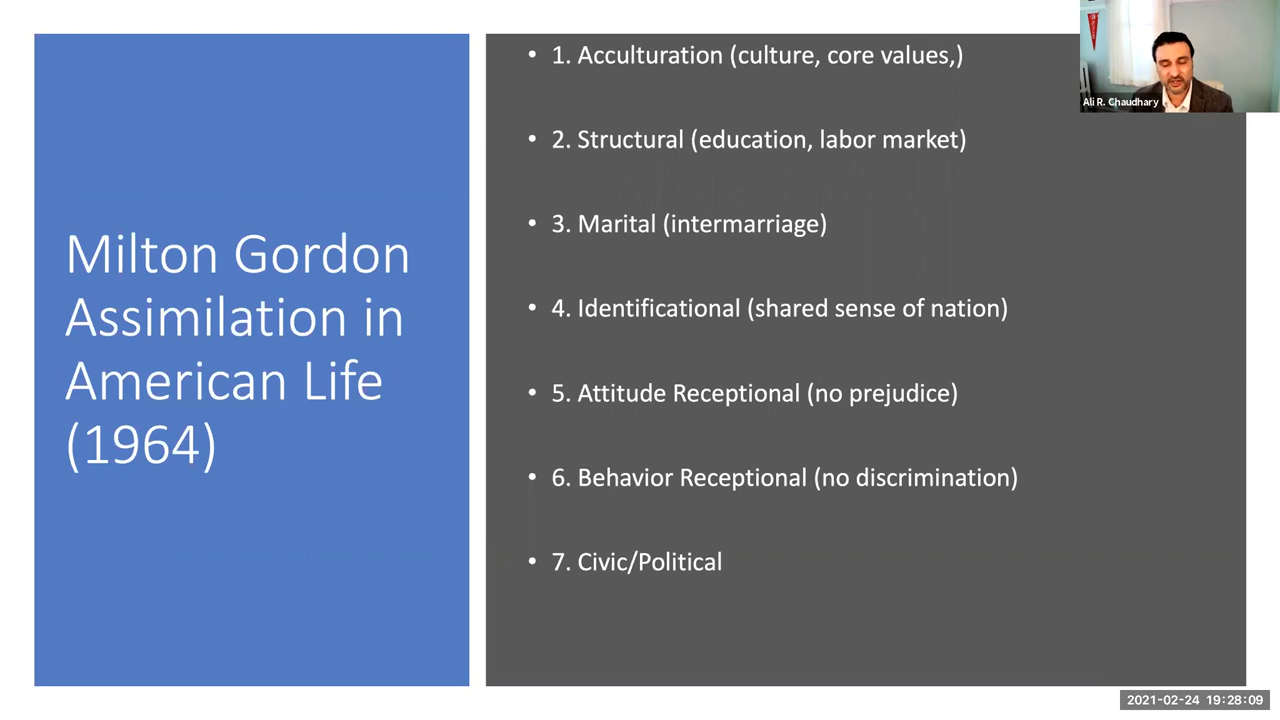 Milton Gordon
Assimilation in
American Life
(1964)
• 1. Acculturation (culture, core values,)
• 2. Structural (education, labor market)
• 3. Marital (intermarriage)
• 4. Identificational (shared sense of nation)
• 5. Attitude Receptional (no prejudice)
• 6. Behavior Receptional (no discrimination)
• 7. Civic/Political
Ali R. Chaudhary
2021-02-24 19:28:09